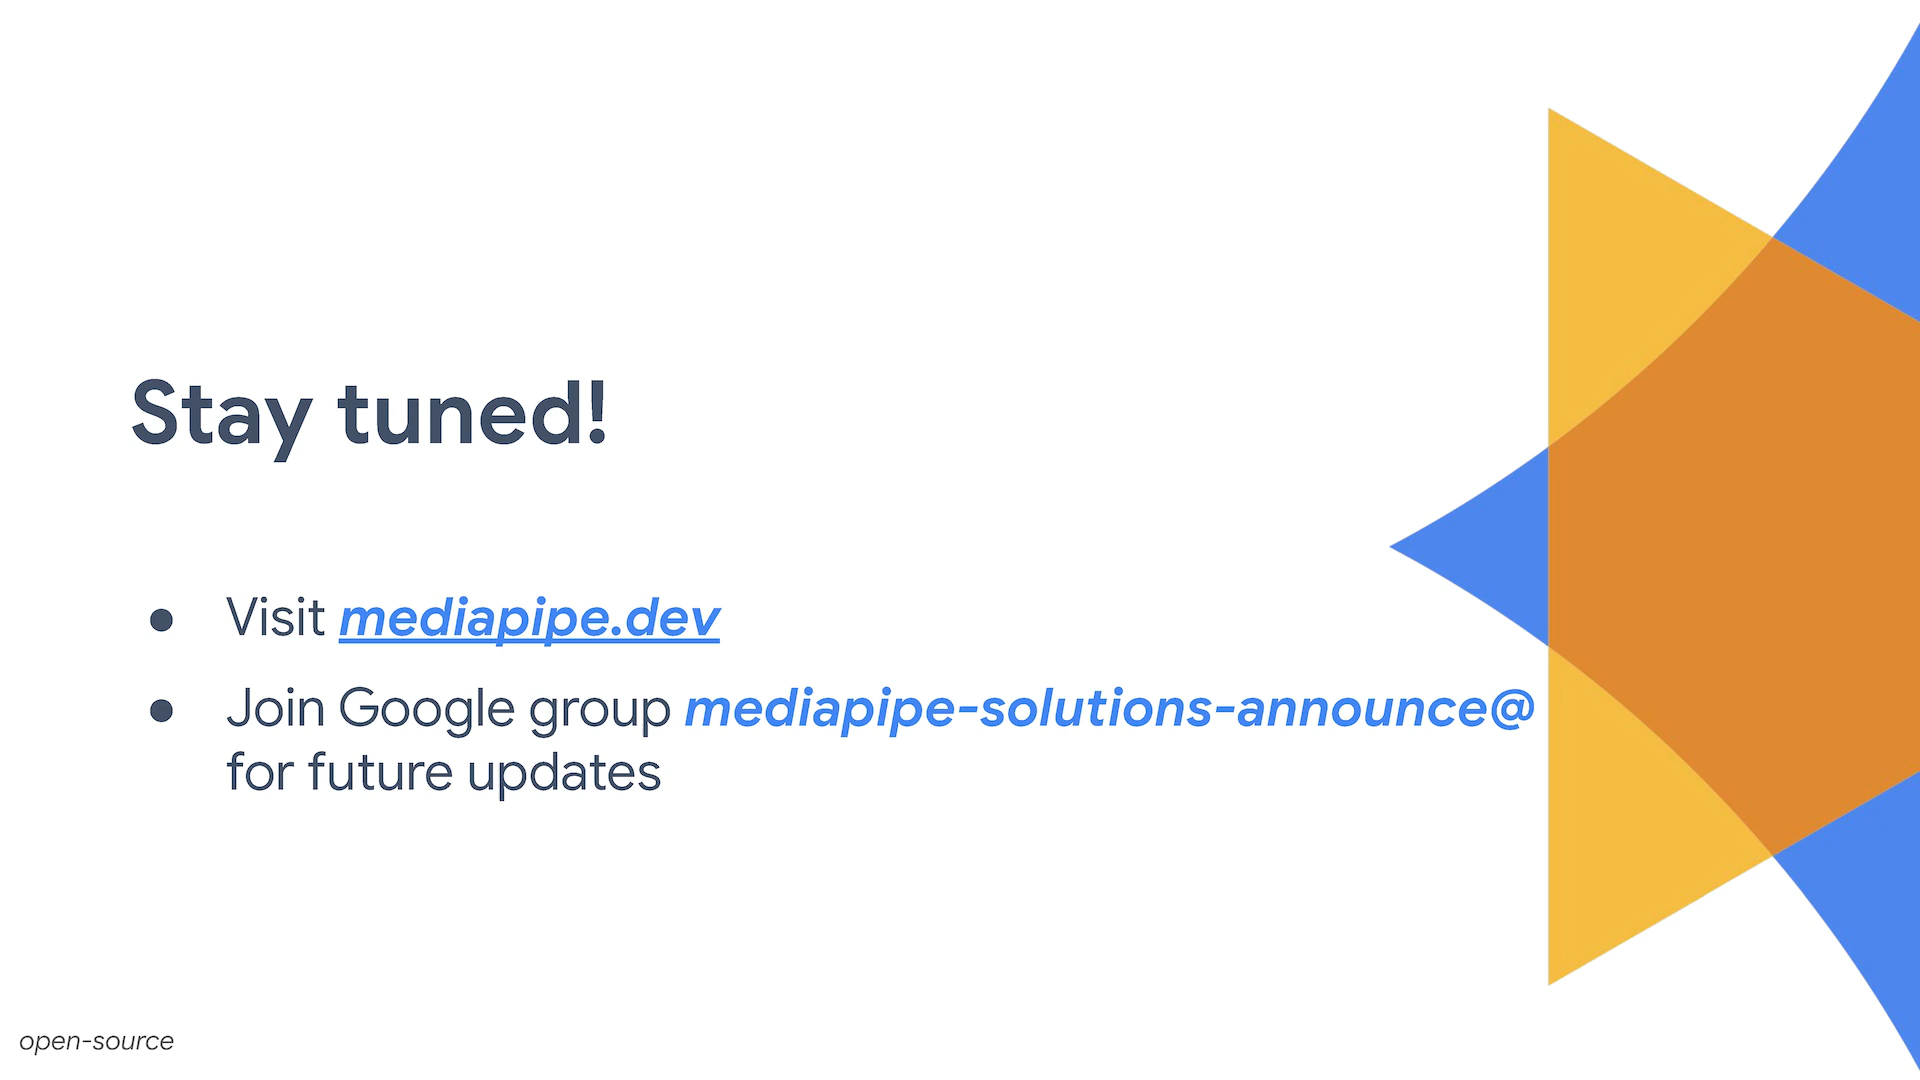 Stay tuned!
● Visit mediapipe.dev
● Join Google group mediapipe-solutions-announce@
for future updates
open-source